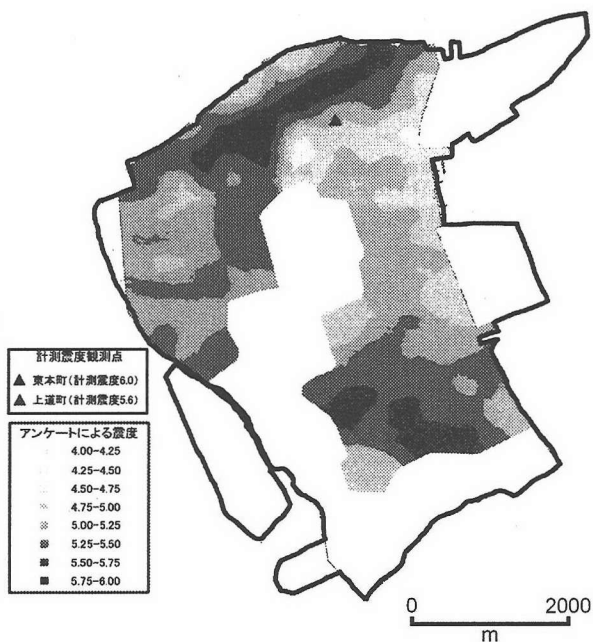 計測震度観測点
▲ 東本町(計測震度6.0)
▲ 上道町(計測震度5.6)
アンケートによる震度
4.00-4.25
4.25-4.50
4.50-4.75
4.75-5.00
5.00-5.25
5.25-5.50
5.50-5.75
5.75-6.00
0 2000
m